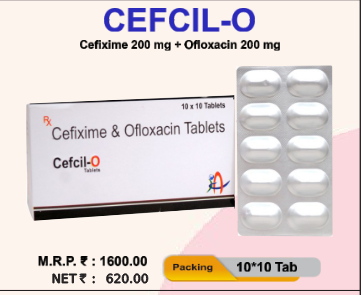 CEFCIL-O
Cefixime 200 mg + Ofloxacin 200 mg
10 x 10 Tablets
Rx
Cefixime & Ofloxacin Tablets
Cefcil-O
Tablets
M.R.P. ₹ : 1600.00
NET ₹ : 620.00
Packing
10*10 Tab